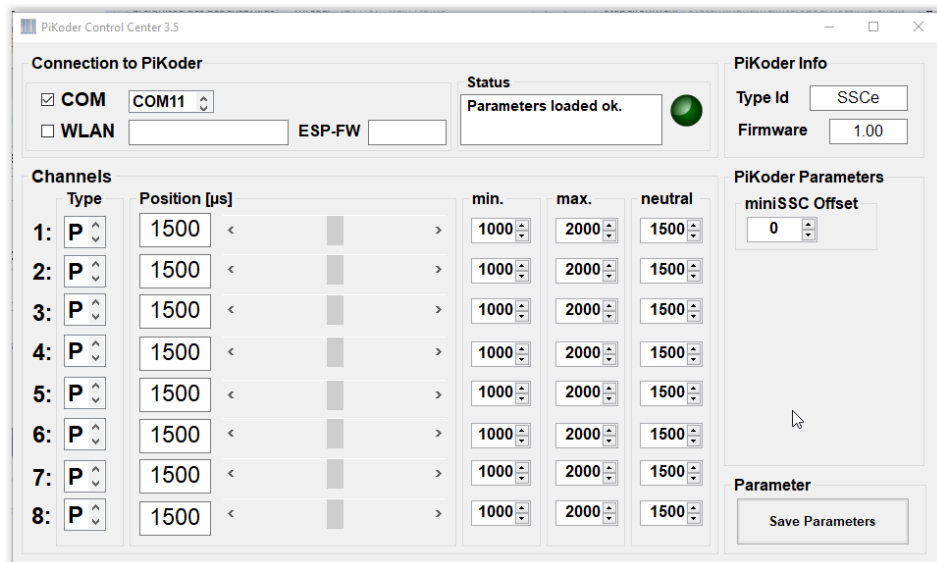 PiKoder Control Center 3.5
Connection to PiKoder
COM COM11
WLAN ESP-FW
Status
Parameters loaded ok.
PiKoder Info
Type Id SSCe
Firmware 1.00
Channels
Type Position [µs] min. max. neutral
1: P 1500 < > 1000 2000 1500
2: P 1500 < > 1000 2000 1500
3: P 1500 < > 1000 2000 1500
4: P 1500 < > 1000 2000 1500
5: P 1500 < > 1000 2000 1500
6: P 1500 < > 1000 2000 1500
7: P 1500 < > 1000 2000 1500
8: P 1500 < > 1000 2000 1500
PiKoder Parameters
miniSSC Offset
0
Parameter
Save Parameters